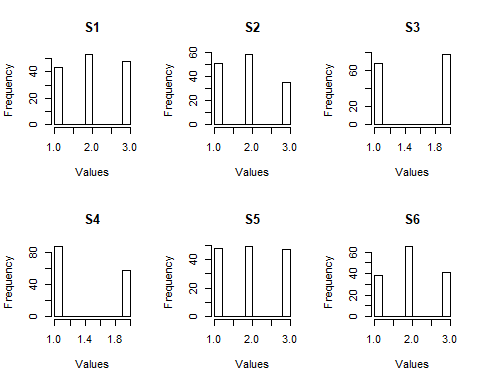 S1
Frequency
0 20 40
1.0 2.0 3.0
Values
S2
Frequency
0 20 40 60
1.0 2.0 3.0
Values
S3
Frequency
0 20 60
1.0 1.4 1.8
Values
S4
Frequency
0 40 80
1.0 1.4 1.8
Values
S5
Frequency
0 20 40
1.0 2.0 3.0
Values
S6
Frequency
0 20 40 60
1.0 2.0 3.0
Values